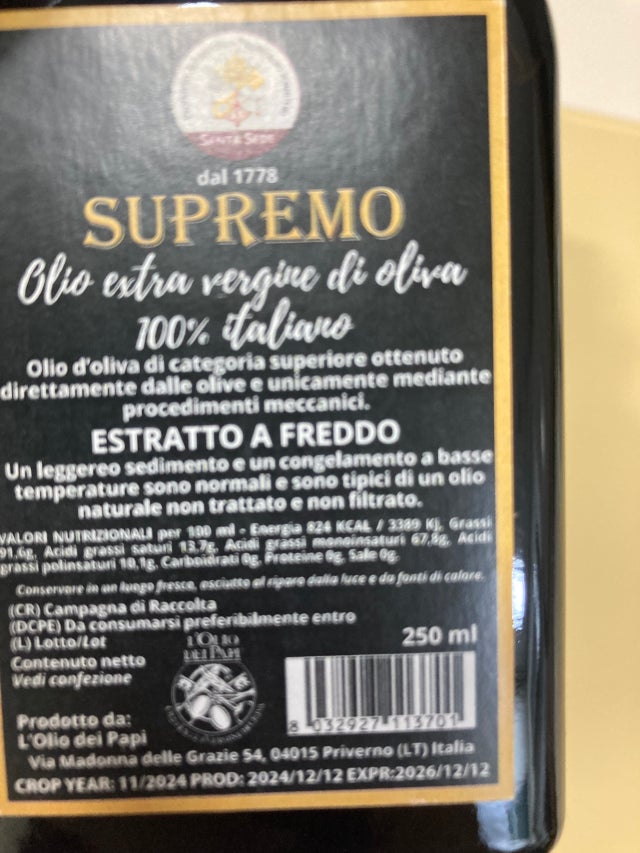 SANTA SEDE
dal 1778
SUPREMO
Olio extra vergine di oliva
100% italiano
Olio d'oliva di categoria superiore ottenuto
direttamente dalle olive e unicamente mediante
procedimenti meccanici.
ESTRATTO A FREDDO
Un leggereo sedimento e un congelamento a basse
temperature sono normali e sono tipici di un olio
naturale non trattato e non filtrato.
VALORI NUTRIZIONALI per 100 ml - Energia 824 KCAL / 3389 KJ, Grassi
91,6g, Acidi grassi saturi 13,7g, Acidi grassi monoinsaturi 67,8g, Acidi
grassi polinsaturi 10,1g, Carboidrati 0g, Proteine 0g, Sale 0g.
Conservare in un luogo fresco, asciutto al riparo dalla luce e da fonti di calore.
(CR) Campagna di Raccolta
(DCPE) Da consumarsi preferibilmente entro
(L) Lotto/Lot
250 ml
L'OLIO
DEI PAPI
Contenuto netto
Vedi confezione
8 032927 113701
Prodotto da:
L'Olio dei Papi
Via Madonna delle Grazie 54, 04015 Priverno (LT) Italia
CROP YEAR: 11/2024 PROD: 2024/12/12 EXPR:2026/12/12